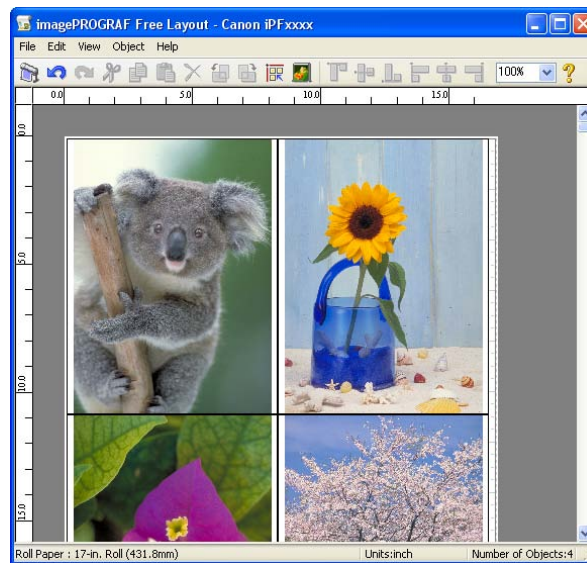 imagePROGRAF Free Layout - Canon iPFxxxx
File Edit View Object Help
100%
0.0 5.0 10.0 15.0
0.0
5.0
10.0
15.0
Roll Paper : 17-in. Roll (431.8mm) Units:inch Number of Objects:4